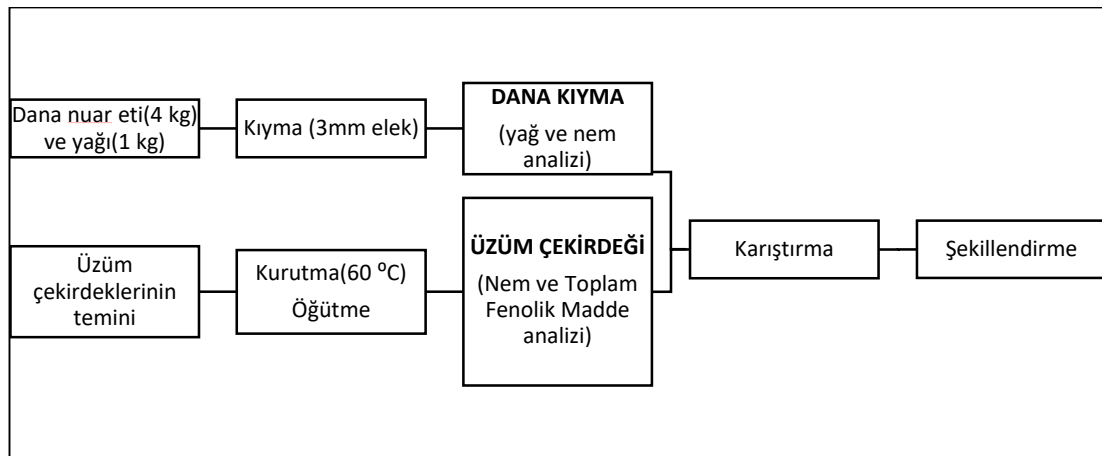 Dana nuar eti(4 kg)
ve yağı(1 kg)
Kıyma (3mm elek)
DANA KIYMA
(yağ ve nem
analizi)
Üzüm
çekirdeklerinin
temini
Kurutma(60 ⁰C)
Öğütme
ÜZÜM ÇEKİRDEĞİ
(Nem ve Toplam
Fenolik Madde
analizi)
Karıştırma
Şekillendirme